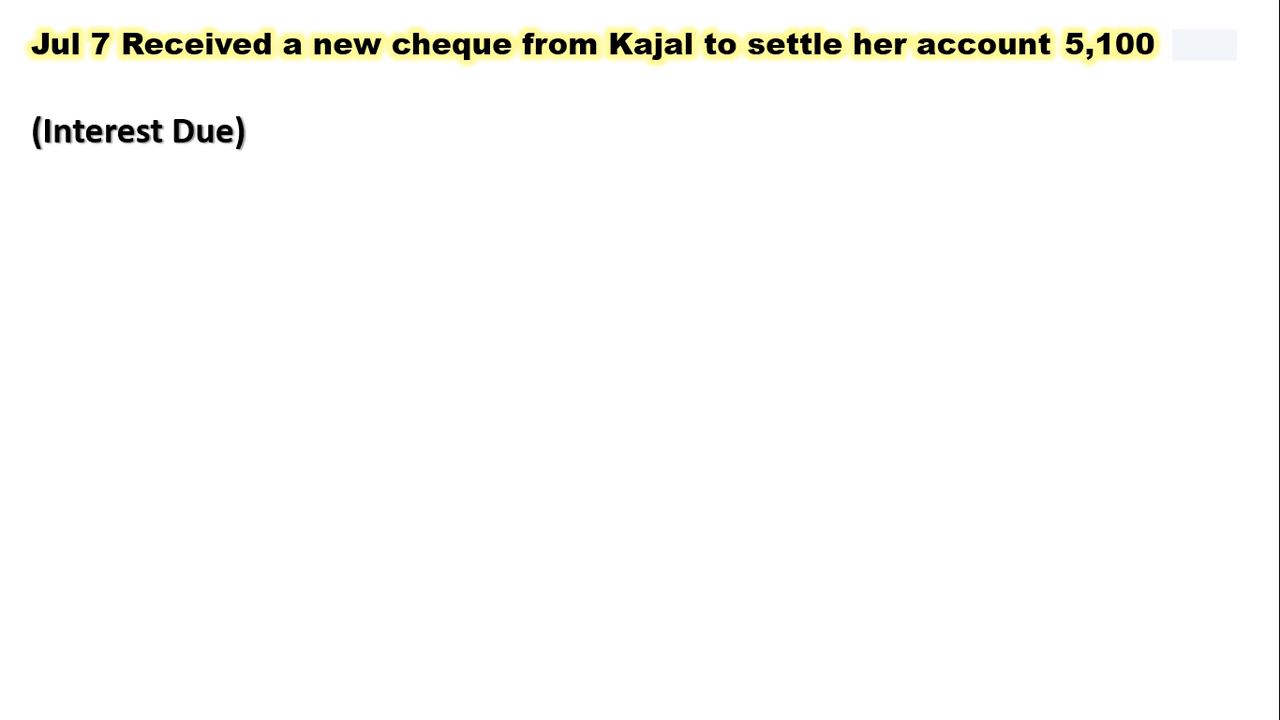 Jul 7 Received a new cheque from Kajal to settle her account 5,100
(Interest Due)